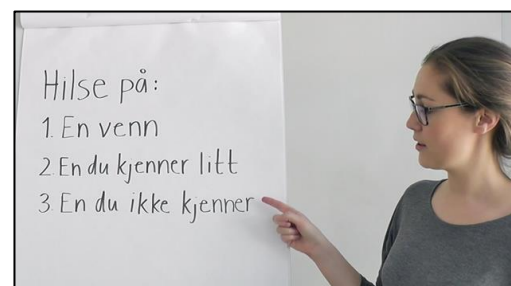 Hilse på:
1. En venn
2 En du kjenner litt
3. En du ikke kjenner